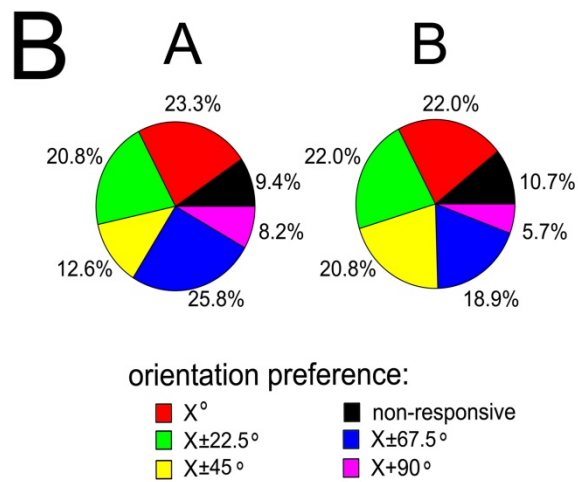 B
A
B
23.3%
22.0%
20.8%
22.0%
9.4%
10.7%
8.2%
5.7%
12.6%
20.8%
25.8%
18.9%
orientation preference:
X°
non-responsive
X±22.5°
X±67.5°
X±45°
X+90°